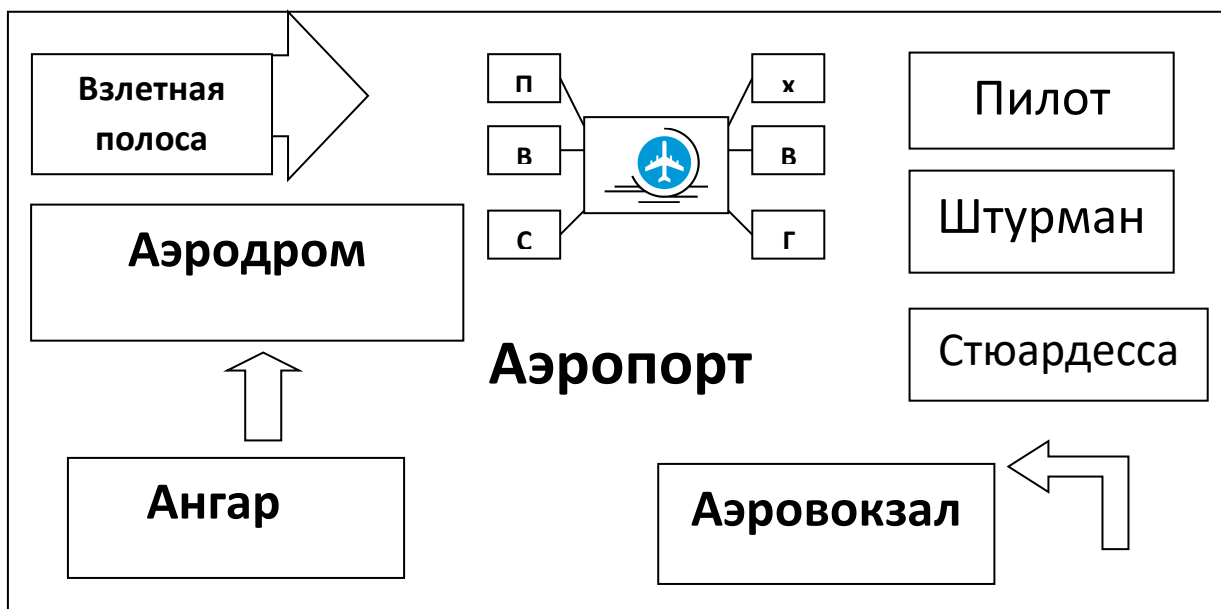 Взлетная
полоса
П
х
В
В
С
Г
Пилот
Штурман
Стюардесса
Аэродром
Аэропорт
Ангар
Аэровокзал